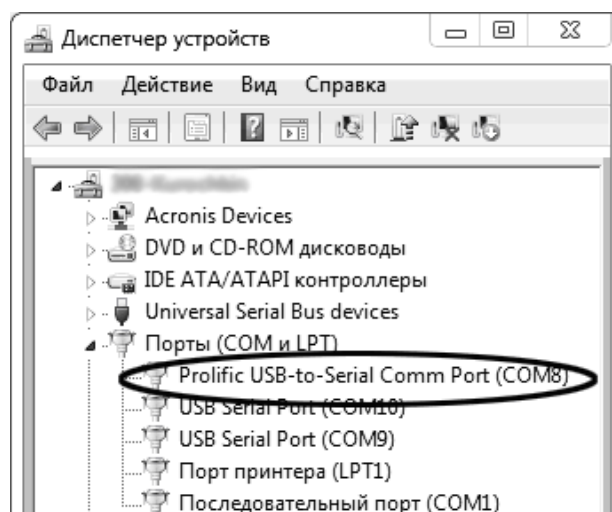 Диспетчер устройств
Файл Действие Вид Справка
Acronis Devices
DVD и CD-ROM дисководы
IDE ATA/ATAPI контроллеры
Universal Serial Bus devices
Порты (COM и LPT)
Prolific USB-to-Serial Comm Port (COM8)
USB Serial Port (COM10)
USB Serial Port (COM9)
Порт принтера (LPT1)
Последовательный порт (COM1)